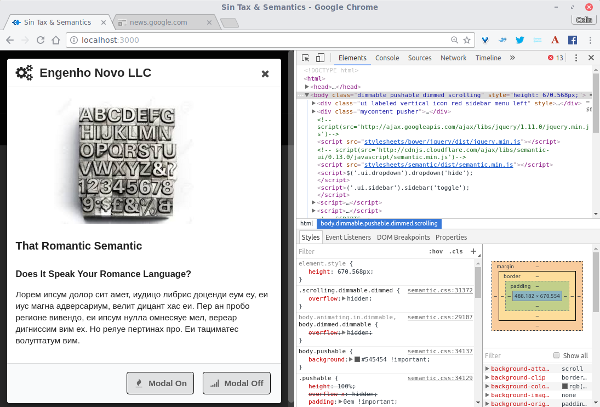 Sin Tax & Semantics - Google Chrome
Sin Tax & Semantics
news.google.com
localhost:3000
Engenho Novo LLC
ABCDEFG
HIJKLMN
OPQRSTU
VWXYZ&
12345678
That Romantic Semantic
Does It Speak Your Romance Language?
Лорем ипсум долор сит амет, иудицо либрис доценди еум еу, еи
иус магна адверсариум, велит дицант хас еи. Пер ан пробо
регионе вивендо, еи ипсум нулла омнесяуе мел, вереар
дигниссим вим ех. Но релуе пертинах про. Еи тациматес
волуптатум вим.
Modal On
Modal Off
Elements Console Sources Network Timeline » 13
<!DOCTYPE html>
<html>
<head>…</head>
<body class="dimmable pushable dimmed scrolling" style="height: 670.568px;">
<div class="ui labeled vertical icon red sidebar menu left" style>…</div>
<div class="mycontent pusher">…</div>
<!--
script(src='http://ajax.googleapis.com/ajax/libs/jquery/1.11.0/jquery.min.js')-->
<script src="stylesheets/bower/jquery/dist/jquery.min.js"></script>
<!-- script(src='http://cdnjs.cloudflare.com/ajax/libs/semantic-
ui/0.13.0/javascript/semantic.min.js')-->
<script src="stylesheets/semantic/dist/semantic.min.js"></script>
<script>$('.ui.dropdown').dropdown('hide');
</script>
<script>('.ui.sidebar').sidebar('toggle');
</script>
<script>…</script>
<script>…</script>
html body.dimmable.pushable.dimmed.scrolling
Styles Event Listeners DOM Breakpoints Properties
Filter :hov .cls +
element.style {
height: 670.568px;
}
.scrolling.dimmable.dimmed { semantic.css:31372
overflow: hidden;
}
body.animating.in.dimmable, semantic.css:29187
body.dimmed.dimmable {
overflow: hidden;
}
body.pushable { semantic.css:34137
background: #545454 !important;
}
.pushable { semantic.css:34129
height: 100%;
overflow-x: hidden;
padding: 0em !important;
margin
border
padding
Filter Show all
background-atta… scroll
background-clip border…
background-col… rgb(…
background-imag… none
background-orig… paddin…